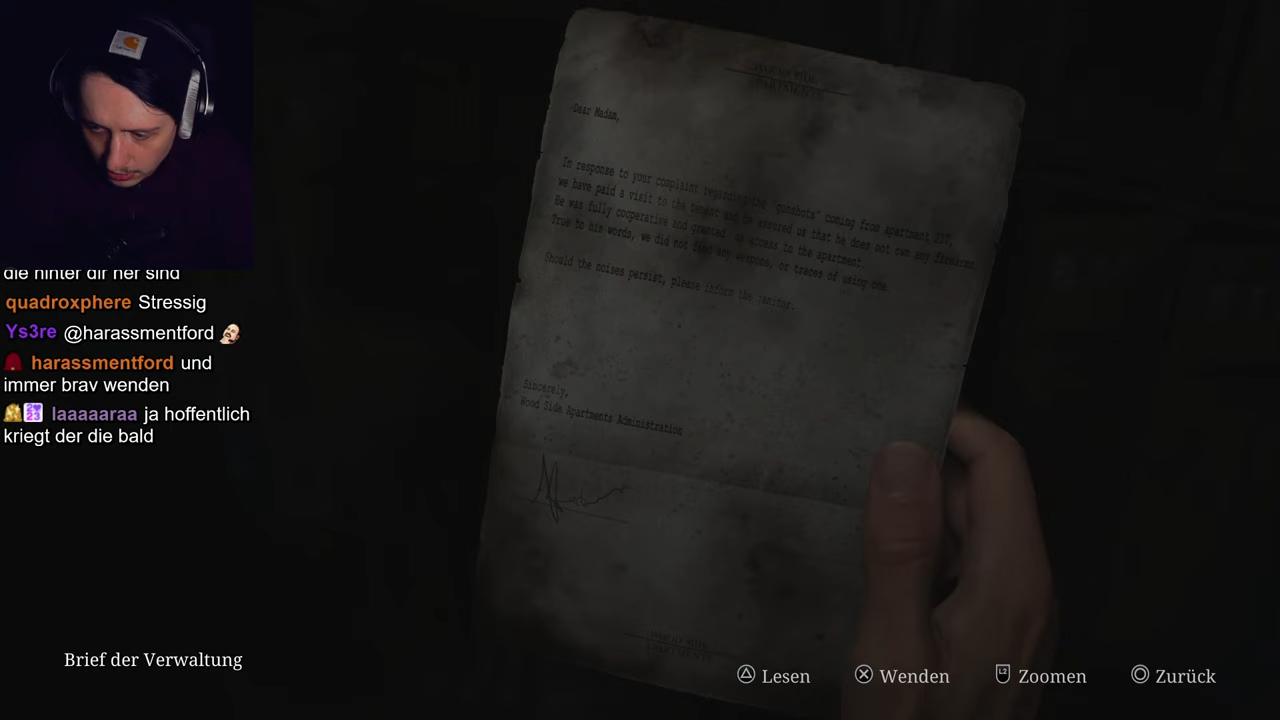 die hinter dir her sind
quadroxphere Stressig
Ys3re @harassmentford
harassmentford und
immer brav wenden
laaaaaraa ja hoffentlich
kriegt der die bald
Dear Madam,
In response to your complaint regarding the "gunshots" coming from apartment 217,
we have paid a visit to the tenant and he assured us that he does not own any firearms.
He was fully cooperative and granted us access to the apartment.
True to his words, we did not find any weapons, or traces of using one.
Should the noises persist, please inform the janitor.
Sincerely,
Wood Side Apartments Administration
Brief der Verwaltung
Lesen
Wenden
L2 Zoomen
Zurück